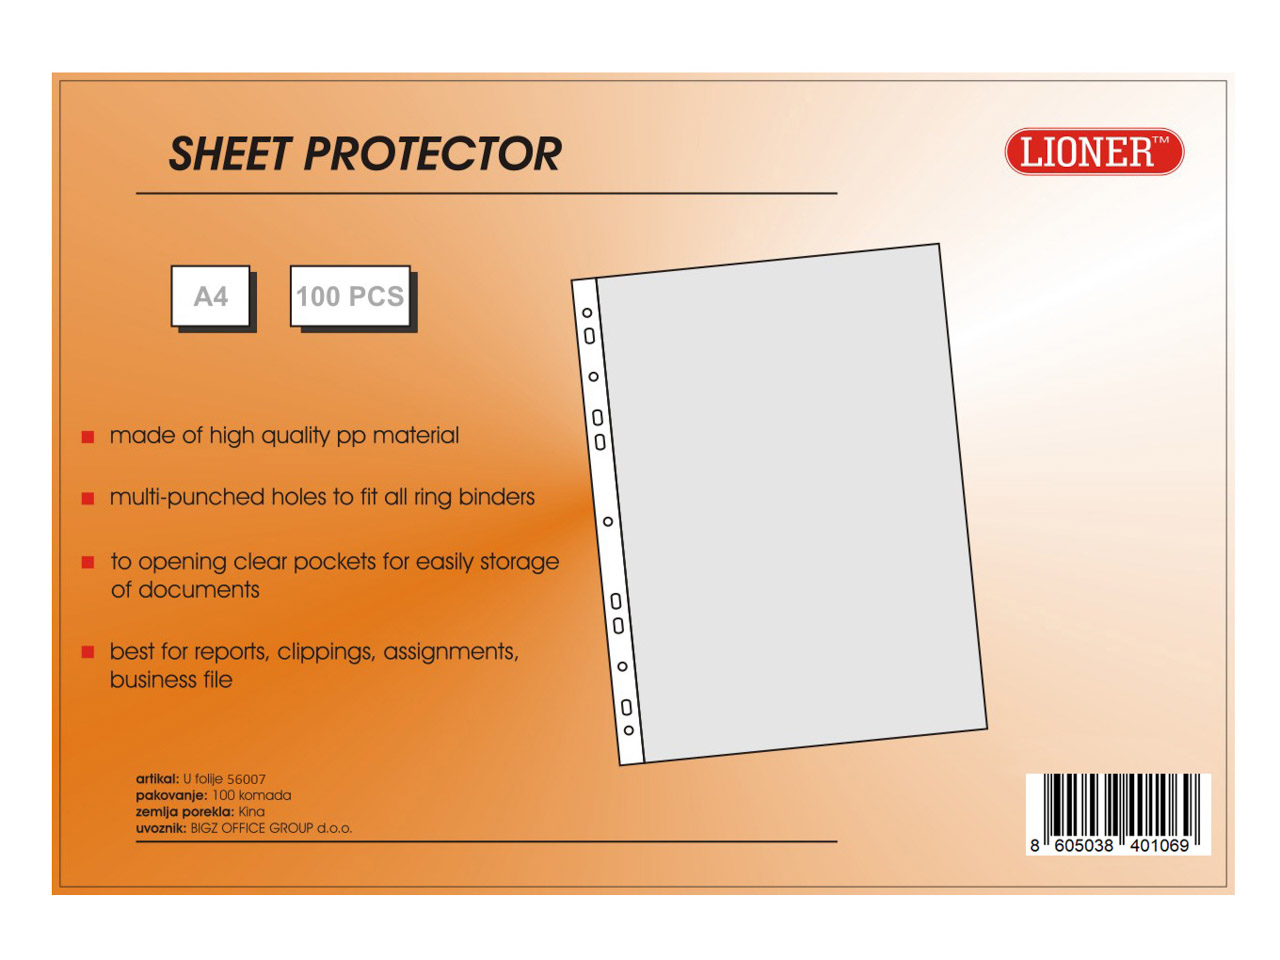 SHEET PROTECTOR
LIONER™
A4
100 PCS
made of high quality pp material
multi-punched holes to fit all ring binders
to opening clear pockets for easily storage
of documents
best for reports, clippings, assignments,
business file
artikal: U folije 56007
pakovanje: 100 komada
zemlja porekla: Kina
uvoznik: BIGZ OFFICE GROUP d.o.o.
8 605038 401069